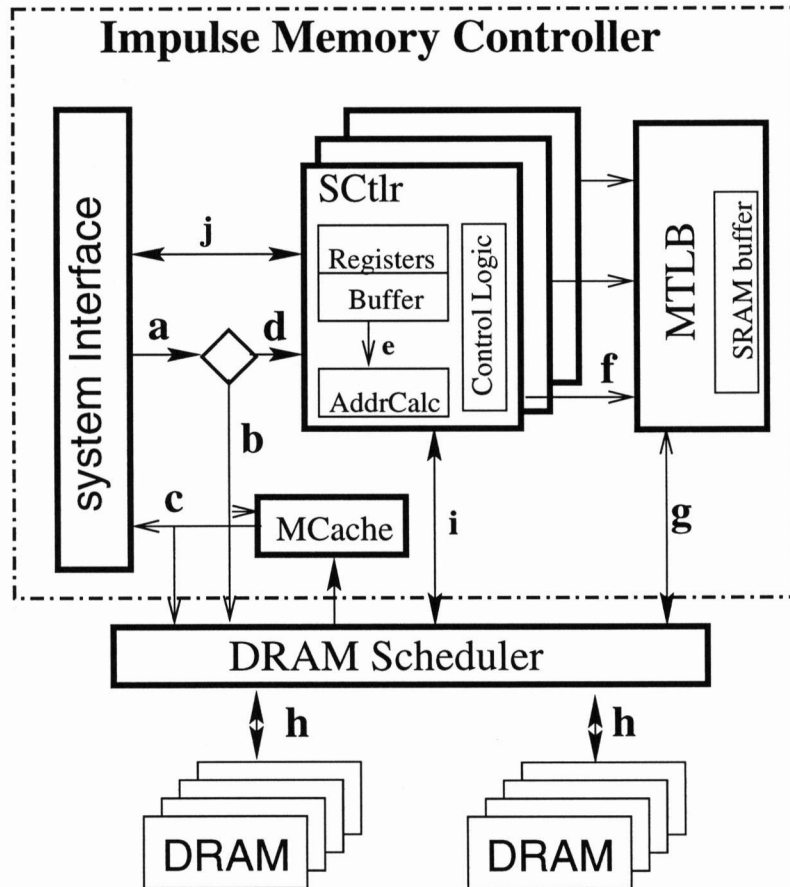 Impulse Memory Controller
system Interface
j
a
d
b
c
SCtlr
Registers
Buffer
e
AddrCalc
Control Logic
f
MTLB
SRAM buffer
MCache
i
g
DRAM Scheduler
h
h
DRAM
DRAM